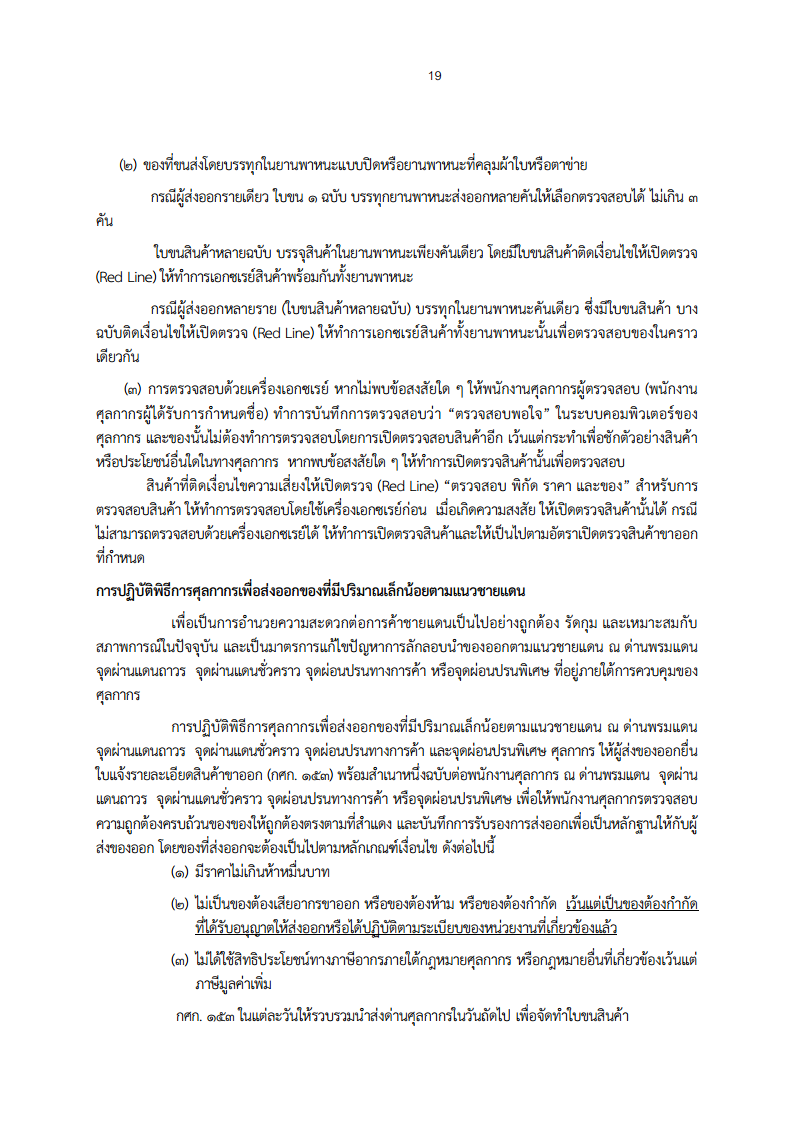 19
(๒) ของที่ขนส่งโดยบรรทุกในยานพาหนะแบบปิดหรือยานพาหนะที่คลุมผ้าใบหรือตาข่าย
กรณีผู้ส่งออกรายเดียว ใบขน ๑ ฉบับ บรรทุกยานพาหนะส่งออกหลายคันให้เลือกตรวจสอบได้ ไม่เกิน ๓
คัน
ใบขนสินค้าหลายฉบับ บรรจุสินค้าในยานพาหนะเพียงคันเดียว โดยมีใบขนสินค้าติดเงื่อนไขให้เปิดตรวจ
(Red Line) ให้ทำการเอกซเรย์สินค้าพร้อมกันทั้งยานพาหนะ
กรณีผู้ส่งออกหลายราย (ใบขนสินค้าหลายฉบับ) บรรทุกในยานพาหนะคันเดียว ซึ่งมีใบขนสินค้า บาง
ฉบับติดเงื่อนไขให้เปิดตรวจ (Red Line) ให้ทำการเอกซเรย์สินค้าทั้งยานพาหนะนั้นเพื่อตรวจสอบของในคราว
เดียวกัน
(๓) การตรวจสอบด้วยเครื่องเอกซเรย์ หากไม่พบข้อสงสัยใด ๆ ให้พนักงานศุลกากรผู้ตรวจสอบ (พนักงาน
ศุลกากรผู้ได้รับการกำหนดชื่อ) ทำการบันทึกการตรวจสอบว่า “ตรวจสอบพอใจ” ในระบบคอมพิวเตอร์ของ
ศุลกากร และของนั้นไม่ต้องทำการตรวจสอบโดยการเปิดตรวจสอบสินค้าอีก เว้นแต่กระทำเพื่อชักตัวอย่างสินค้า
หรือประโยชน์อื่นใดในทางศุลกากร หากพบข้อสงสัยใด ๆ ให้ทำการเปิดตรวจสินค้านั้นเพื่อตรวจสอบ
สินค้าที่ติดเงื่อนไขความเสี่ยงให้เปิดตรวจ (Red Line) “ตรวจสอบ พิกัด ราคา และของ” สำหรับการ
ตรวจสอบสินค้า ให้ทำการตรวจสอบโดยใช้เครื่องเอกซเรย์ก่อน เมื่อเกิดความสงสัย ให้เปิดตรวจสินค้านั้นได้ กรณี
ไม่สามารถตรวจสอบด้วยเครื่องเอกซเรย์ได้ ให้ทำการเปิดตรวจสินค้าและให้เป็นไปตามอัตราเปิดตรวจสินค้าขาออก
ที่กำหนด
การปฏิบัติพิธีการศุลกากรเพื่อส่งออกของที่มีปริมาณเล็กน้อยตามแนวชายแดน
เพื่อเป็นการอำนวยความสะดวกต่อการค้าชายแดนเป็นไปอย่างถูกต้อง รัดกุม และเหมาะสมกับ
สภาพการณ์ในปัจจุบัน และเป็นมาตรการแก้ไขปัญหาการลักลอบนำของออกตามแนวชายแดน ณ ด่านพรมแดน
จุดผ่านแดนถาวร จุดผ่านแดนชั่วคราว จุดผ่อนปรนทางการค้า หรือจุดผ่อนปรนพิเศษ ที่อยู่ภายใต้การควบคุมของ
ศุลกากร
การปฏิบัติพิธีการศุลกากรเพื่อส่งออกของที่มีปริมาณเล็กน้อยตามแนวชายแดน ณ ด่านพรมแดน
จุดผ่านแดนถาวร จุดผ่านแดนชั่วคราว จุดผ่อนปรนทางการค้า และจุดผ่อนปรนพิเศษ ศุลกากร ให้ผู้ส่งของออกยื่น
ใบแจ้งรายละเอียดสินค้าขาออก (กศก. ๑๕๓) พร้อมสำเนาหนึ่งฉบับต่อพนักงานศุลกากร ณ ด่านพรมแดน จุดผ่าน
แดนถาวร จุดผ่านแดนชั่วคราว จุดผ่อนปรนทางการค้า หรือจุดผ่อนปรนพิเศษ เพื่อให้พนักงานศุลกากรตรวจสอบ
ความถูกต้องครบถ้วนของของให้ถูกต้องตรงตามที่สำแดง และบันทึกการรับรองการส่งออกเพื่อเป็นหลักฐานให้กับผู้
ส่งของออก โดยของที่ส่งออกจะต้องเป็นไปตามหลักเกณฑ์เงื่อนไข ดังต่อไปนี้
(๑) มีราคาไม่เกินห้าหมื่นบาท
(๒) ไม่เป็นของต้องเสียอากรขาออก หรือของต้องห้าม หรือของต้องกำกัด เว้นแต่เป็นของต้องกำกัด
ที่ได้รับอนุญาตให้ส่งออกหรือได้ปฏิบัติตามระเบียบของหน่วยงานที่เกี่ยวข้องแล้ว
(๓) ไม่ได้ใช้สิทธิประโยชน์ทางภาษีอากรภายใต้กฎหมายศุลกากร หรือกฎหมายอื่นที่เกี่ยวข้องเว้นแต่
ภาษีมูลค่าเพิ่ม
กศก. ๑๕๓ ในแต่ละวันให้รวบรวมนำส่งด่านศุลกากรในวันถัดไป เพื่อจัดทำใบขนสินค้า